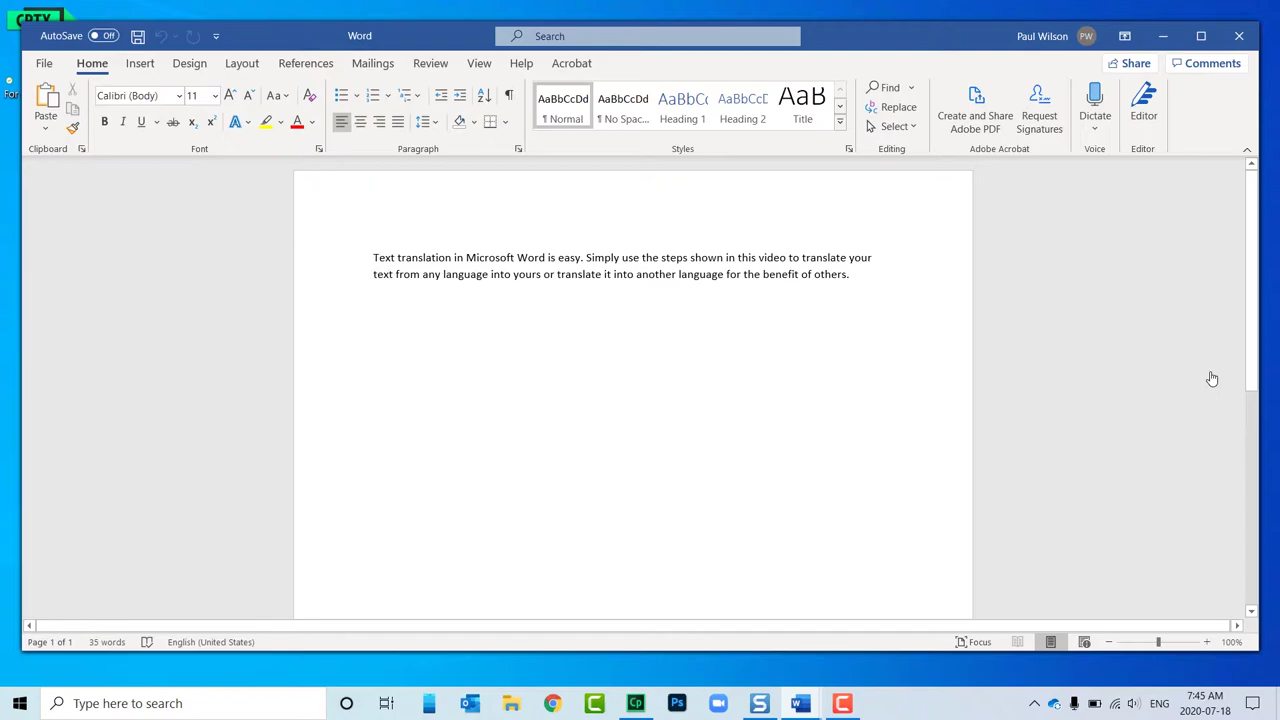 CPTX
For
AutoSave Off
Word
Search
Paul Wilson PW
File Home Insert Design Layout References Mailings Review View Help Acrobat
Share Comments
Paste
Clipboard
Calibri (Body) 11
Font
Paragraph
AaBbCcDd AaBbCcDd AaBbCc AaBbCcD AaB
¶ Normal ¶ No Spac... Heading 1 Heading 2 Title
Styles
Find
Replace
Select
Editing
Create and Share Adobe PDF
Request Signatures
Adobe Acrobat
Dictate
Voice
Editor
Editor
Text translation in Microsoft Word is easy. Simply use the steps shown in this video to translate your
text from any language into yours or translate it into another language for the benefit of others.
Page 1 of 1 35 words English (United States) Focus 100%
Type here to search
ENG
7:45 AM
2020-07-18